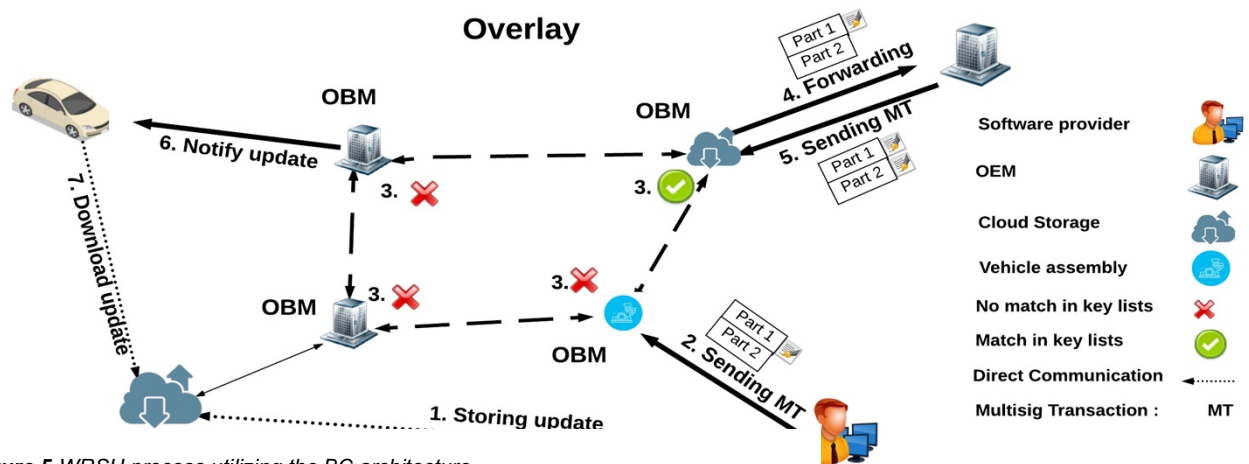 Overlay
Part 1
Part 2
4. Forwarding
OBM
OBM
5. Sending MT
Part 1
Part 2
6. Notify update
3.
3.
Software provider
OEM
Cloud Storage
7. Download update
OBM
3.
3.
Vehicle assembly
No match in key lists
OBM
Part 1
Part 2
2. Sending MT
Match in key lists
Direct Communication
1. Storing update
Multisig Transaction : MT